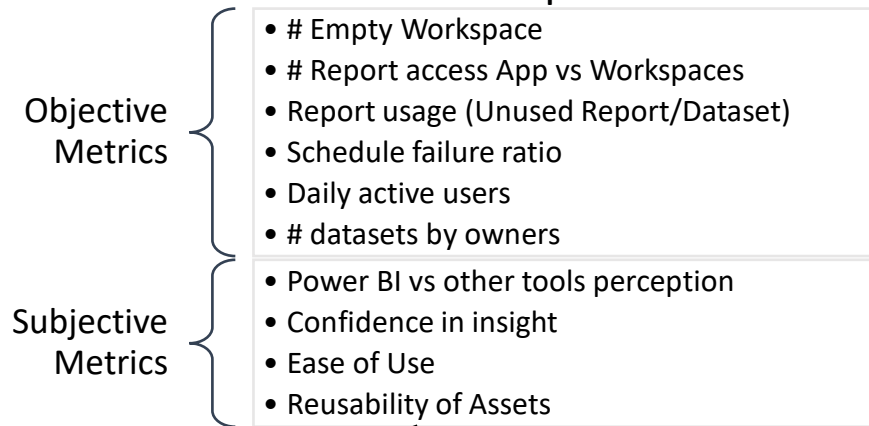 Objective
Metrics
• # Empty Workspace
• # Report access App vs Workspaces
• Report usage (Unused Report/Dataset)
• Schedule failure ratio
• Daily active users
• # datasets by owners
Subjective
Metrics
• Power BI vs other tools perception
• Confidence in insight
• Ease of Use
• Reusability of Assets